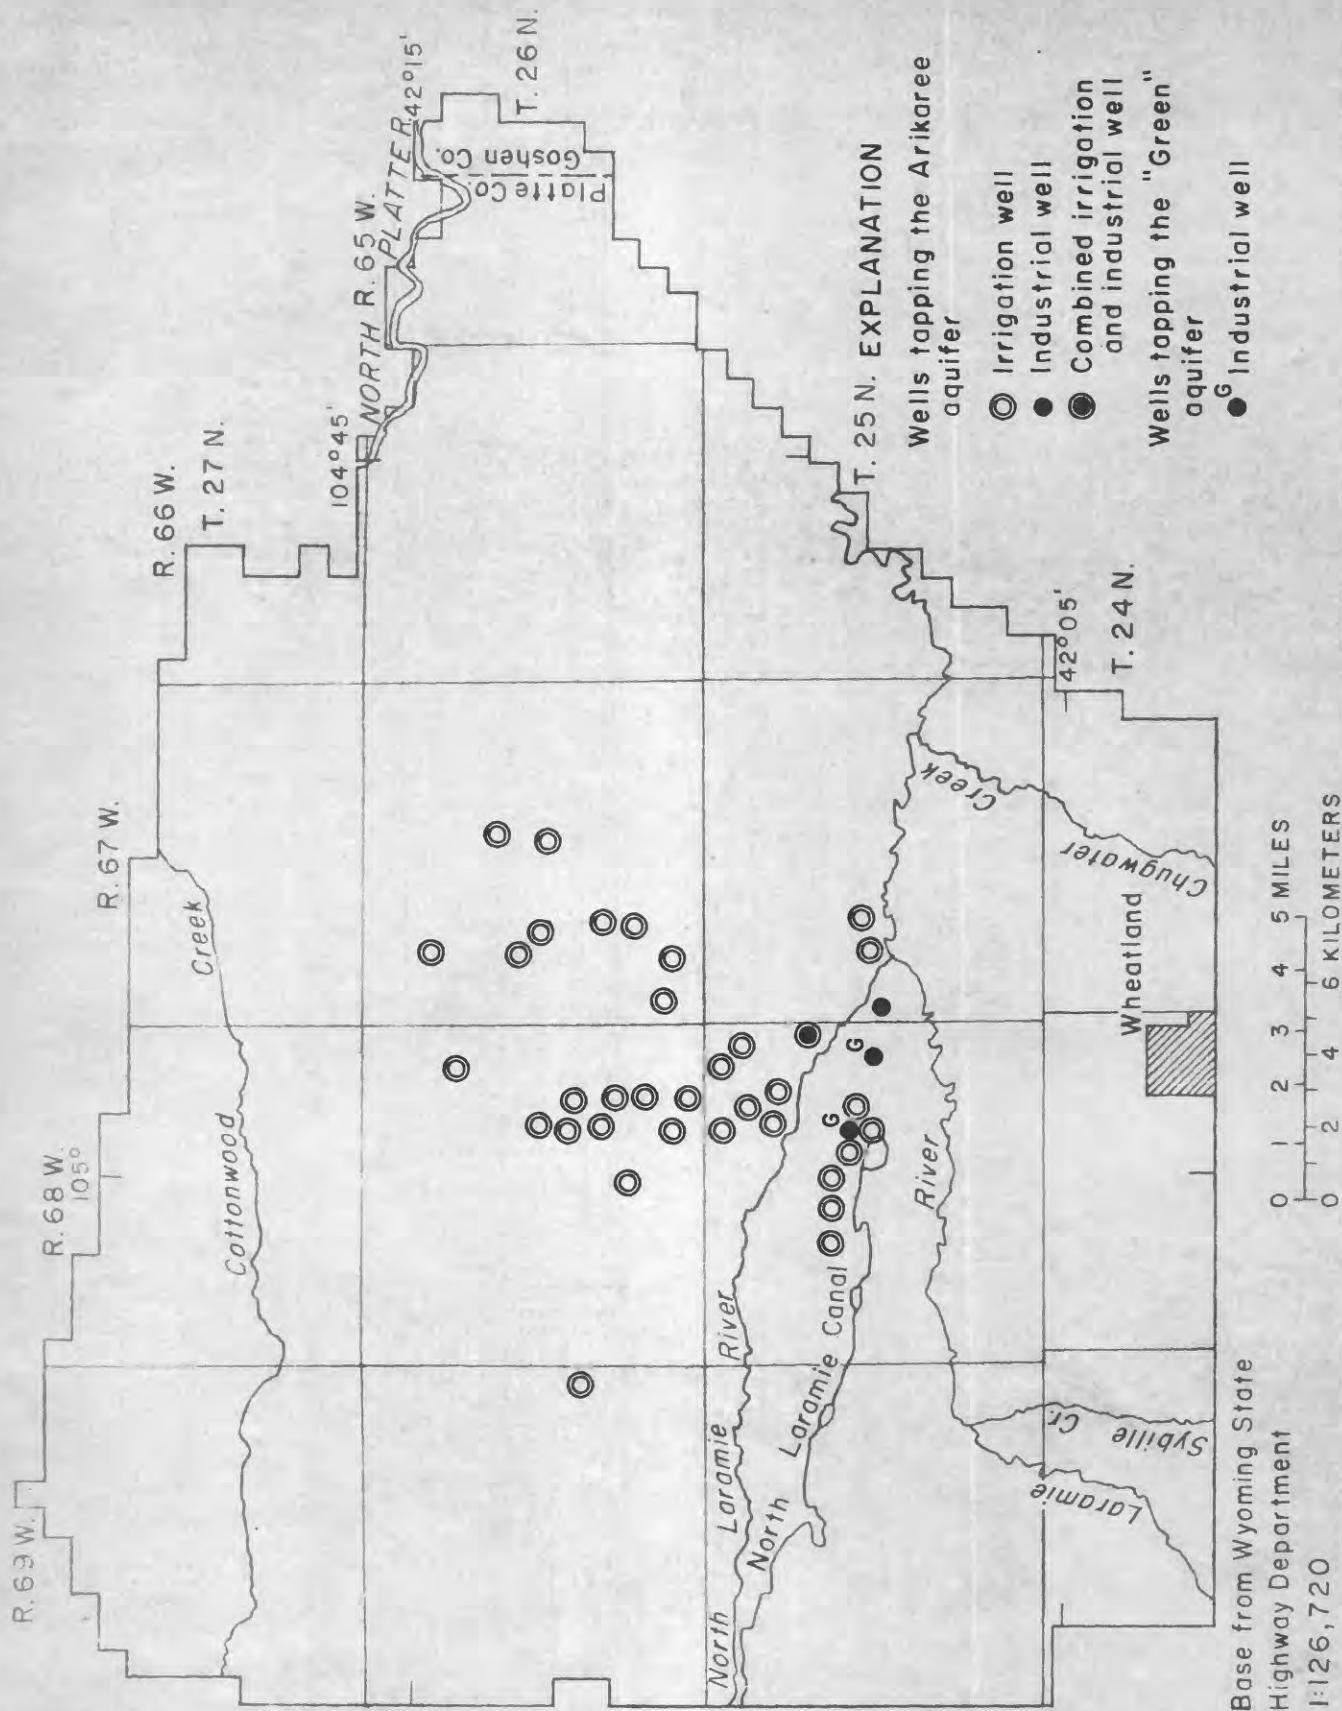 R. 69 W.
R. 68 W.
105°
R. 67 W.
R. 66 W.
T. 27 N.
104°45'
R. 65 W.
NORTH PLATTE R.
42°15'
T. 26 N.
Platte Co.
Goshen Co.
Cottonwood Creek
North Laramie River
North Laramie Canal
G
G
River
Creek
Chugwater
Laramie
Sybille
Cr.
Wheatland
T. 25 N.
42°05'
T. 24 N.
EXPLANATION
Wells tapping the Arikaree
aquifer
Irrigation well
Industrial well
Combined irrigation
and industrial well
Wells tapping the "Green"
aquifer
G Industrial well
Base from Wyoming State
Highway Department
1:126,720
0 1 2 3 4 5 MILES
0 2 4 6 KILOMETERS